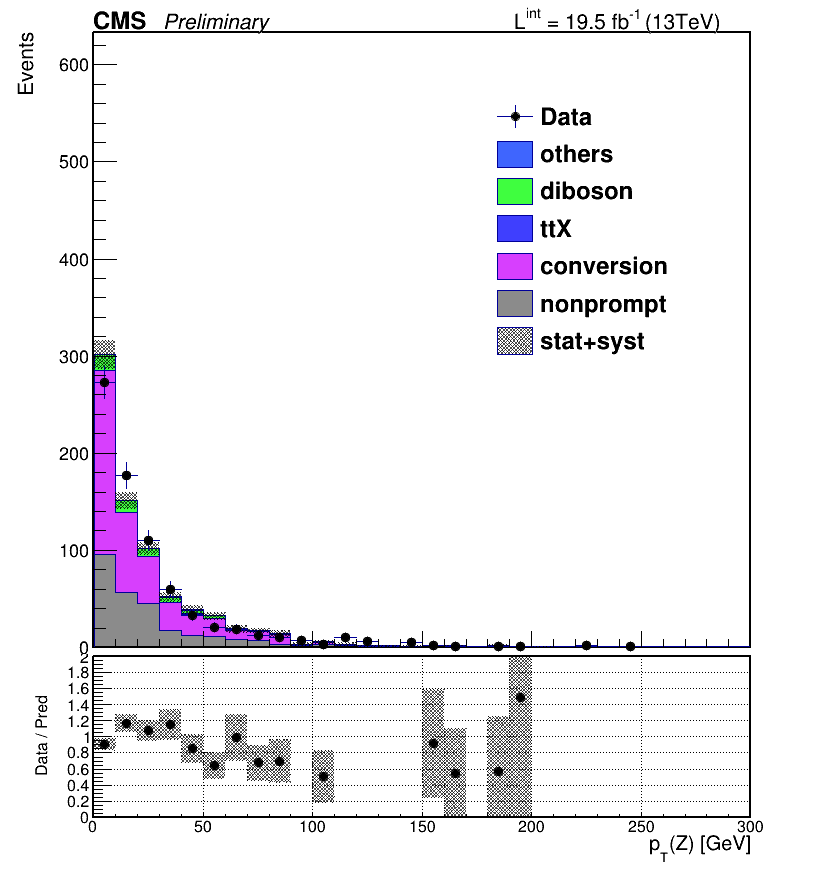 CMS Preliminary L^int = 19.5 fb^-1 (13TeV)
Events
600
500
400
300
200
100
0
Data
others
diboson
ttX
conversion
nonprompt
stat+syst
Data / Pred
2
1.8
1.6
1.4
1.2
1
0.8
0.6
0.4
0.2
0
0 50 100 150 200 250 300
p_T(Z) [GeV]